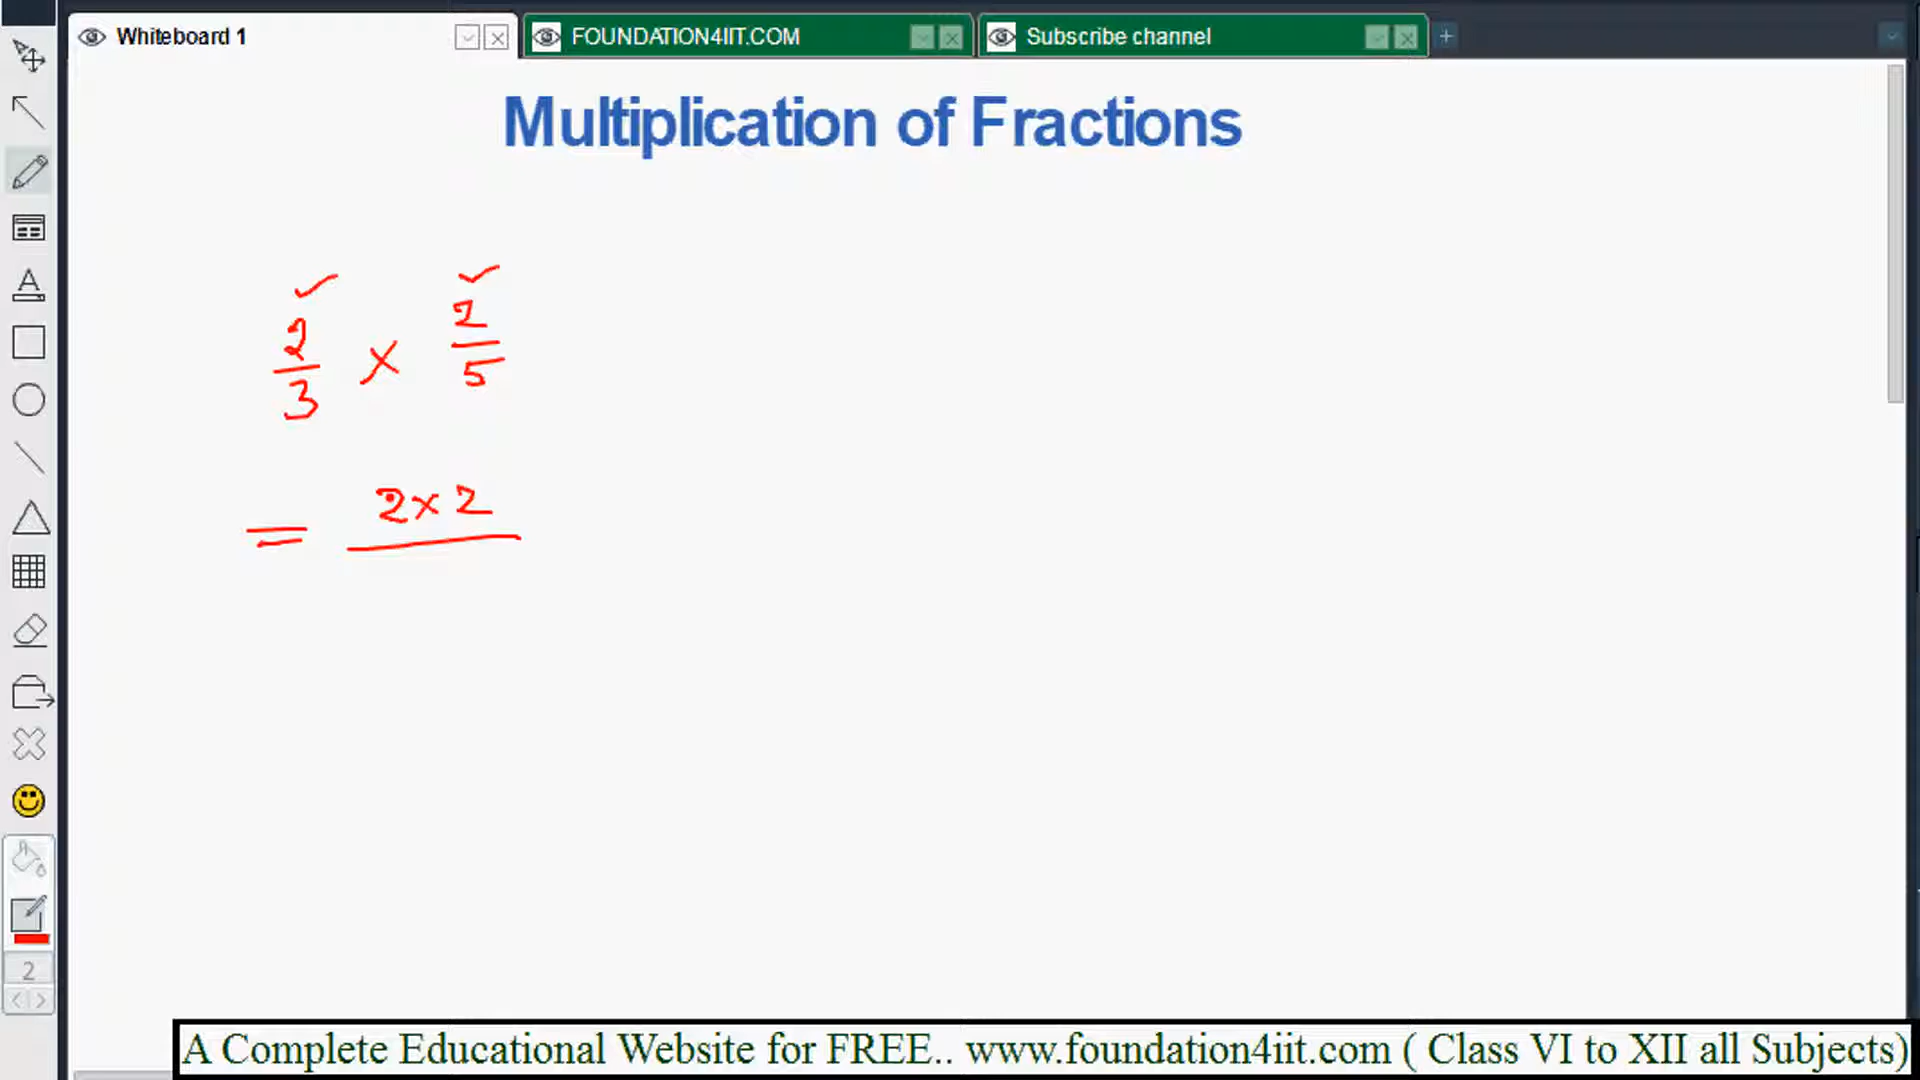 Whiteboard 1 FOUNDATION4IIT.COM Subscribe channel +
Multiplication of Fractions
2/3 × 2/5
= 2×2
2
A Complete Educational Website for FREE.. www.foundation4iit.com ( Class VI to XII all Subjects)